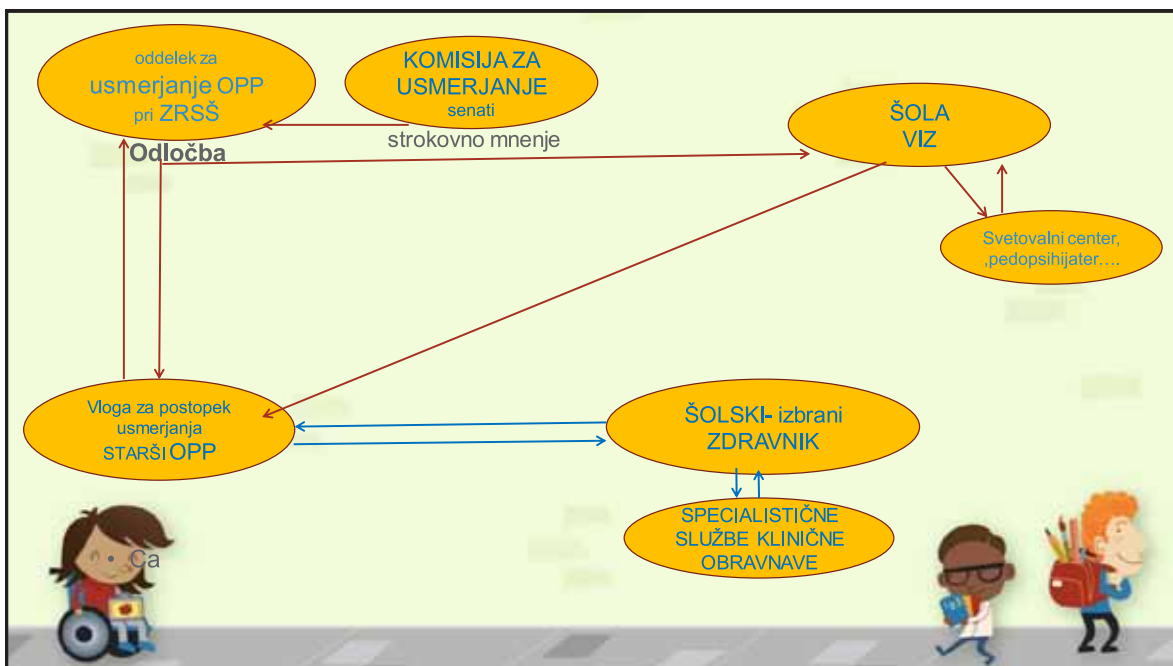 oddelek za
usmerjanje OPP
pri ZRSŠ
KOMISIJA ZA
USMERJANJE
senati
strokovno mnenje
Odločba
ŠOLA
VIZ
Svetovalni center,
,pedopsihijater….
Vloga za postopek
usmerjanja
STARŠI OPP
ŠOLSKI- izbrani
ZDRAVNIK
SPECIALISTIČNE
SLUŽBE KLINIČNE
OBRAVNAVE
• Ca